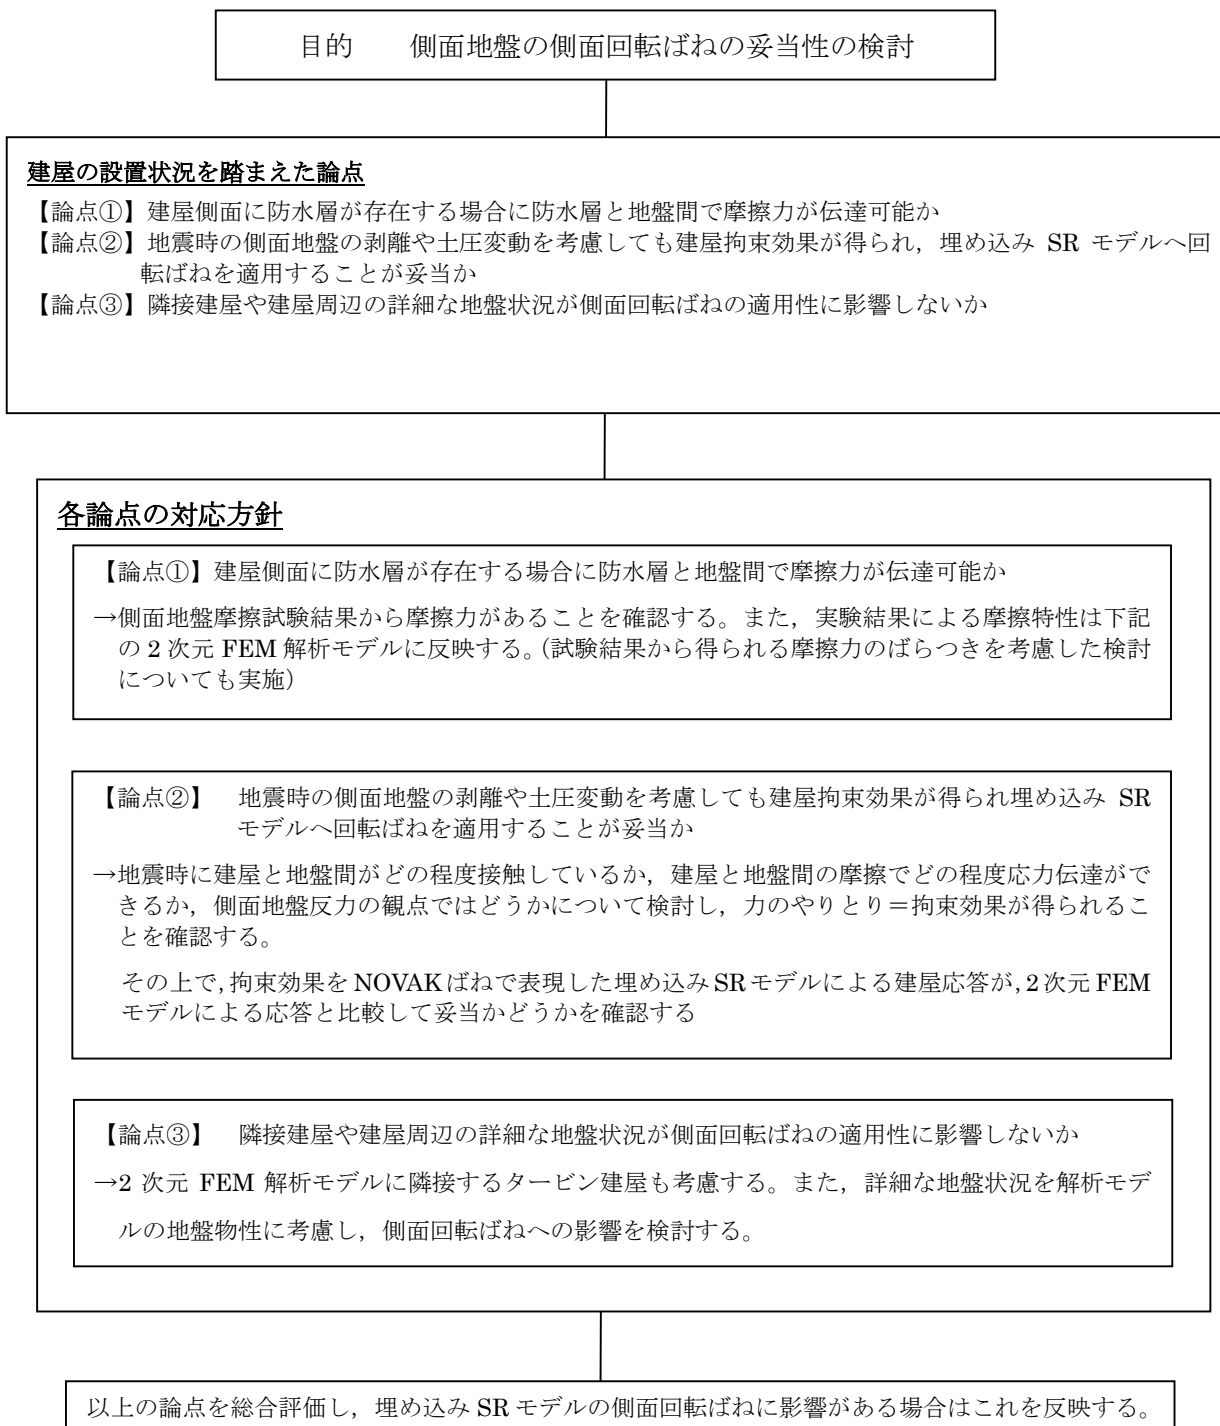 目的　　側面地盤の側面回転ばねの妥当性の検討
建屋の設置状況を踏まえた論点
【論点①】建屋側面に防水層が存在する場合に防水層と地盤間で摩擦力が伝達可能か
【論点②】地震時の側面地盤の剥離や土圧変動を考慮しても建屋拘束効果が得られ，埋め込み SR モデルへ回
転ばねを適用することが妥当か
【論点③】隣接建屋や建屋周辺の詳細な地盤状況が側面回転ばねの適用性に影響しないか
各論点の対応方針
【論点①】建屋側面に防水層が存在する場合に防水層と地盤間で摩擦力が伝達可能か
→側面地盤摩擦試験結果から摩擦力があることを確認する。また，実験結果による摩擦特性は下記
の 2 次元 FEM 解析モデルに反映する。（試験結果から得られる摩擦力のばらつきを考慮した検討
についても実施）
【論点②】　地震時の側面地盤の剥離や土圧変動を考慮しても建屋拘束効果が得られ埋め込み SR
モデルへ回転ばねを適用することが妥当か
→地震時に建屋と地盤間がどの程度接触しているか，建屋と地盤間の摩擦でどの程度応力伝達がで
きるか，側面地盤反力の観点ではどうかについて検討し，力のやりとり＝拘束効果が得られるこ
とを確認する。
その上で，拘束効果を NOVAK ばねで表現した埋め込み SR モデルによる建屋応答が，2 次元 FEM
モデルによる応答と比較して妥当かどうかを確認する
【論点③】　隣接建屋や建屋周辺の詳細な地盤状況が側面回転ばねの適用性に影響しないか
→2 次元 FEM 解析モデルに隣接するタービン建屋も考慮する。また，詳細な地盤状況を解析モデ
ルの地盤物性に考慮し，側面回転ばねへの影響を検討する。
以上の論点を総合評価し，埋め込み SR モデルの側面回転ばねに影響がある場合はこれを反映する。